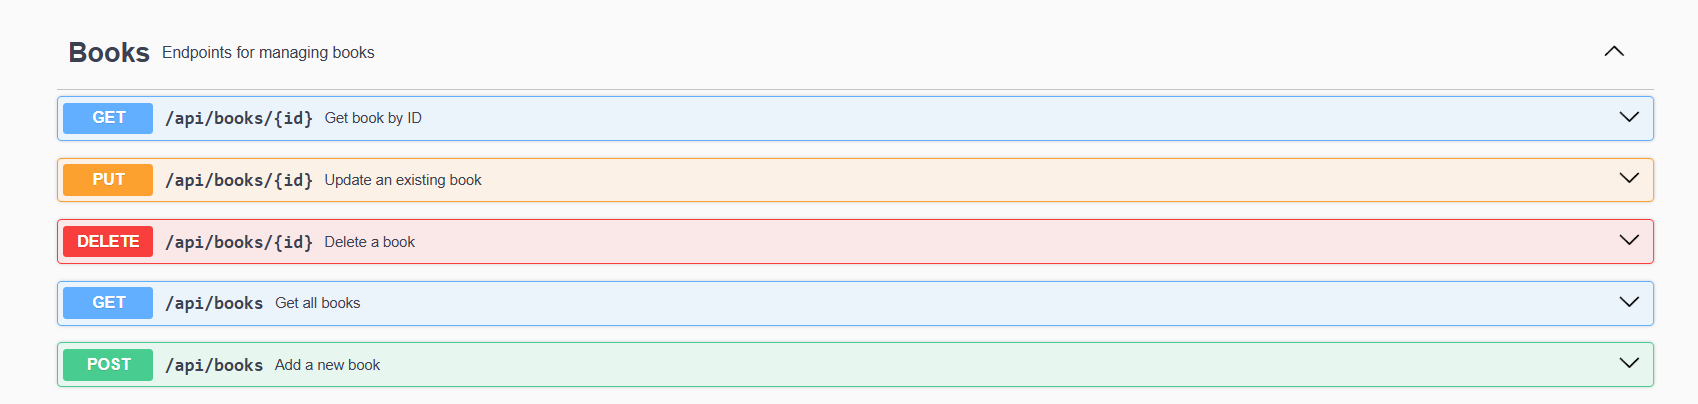 Books Endpoints for managing books
GET /api/books/{id} Get book by ID
PUT /api/books/{id} Update an existing book
DELETE /api/books/{id} Delete a book
GET /api/books Get all books
POST /api/books Add a new book